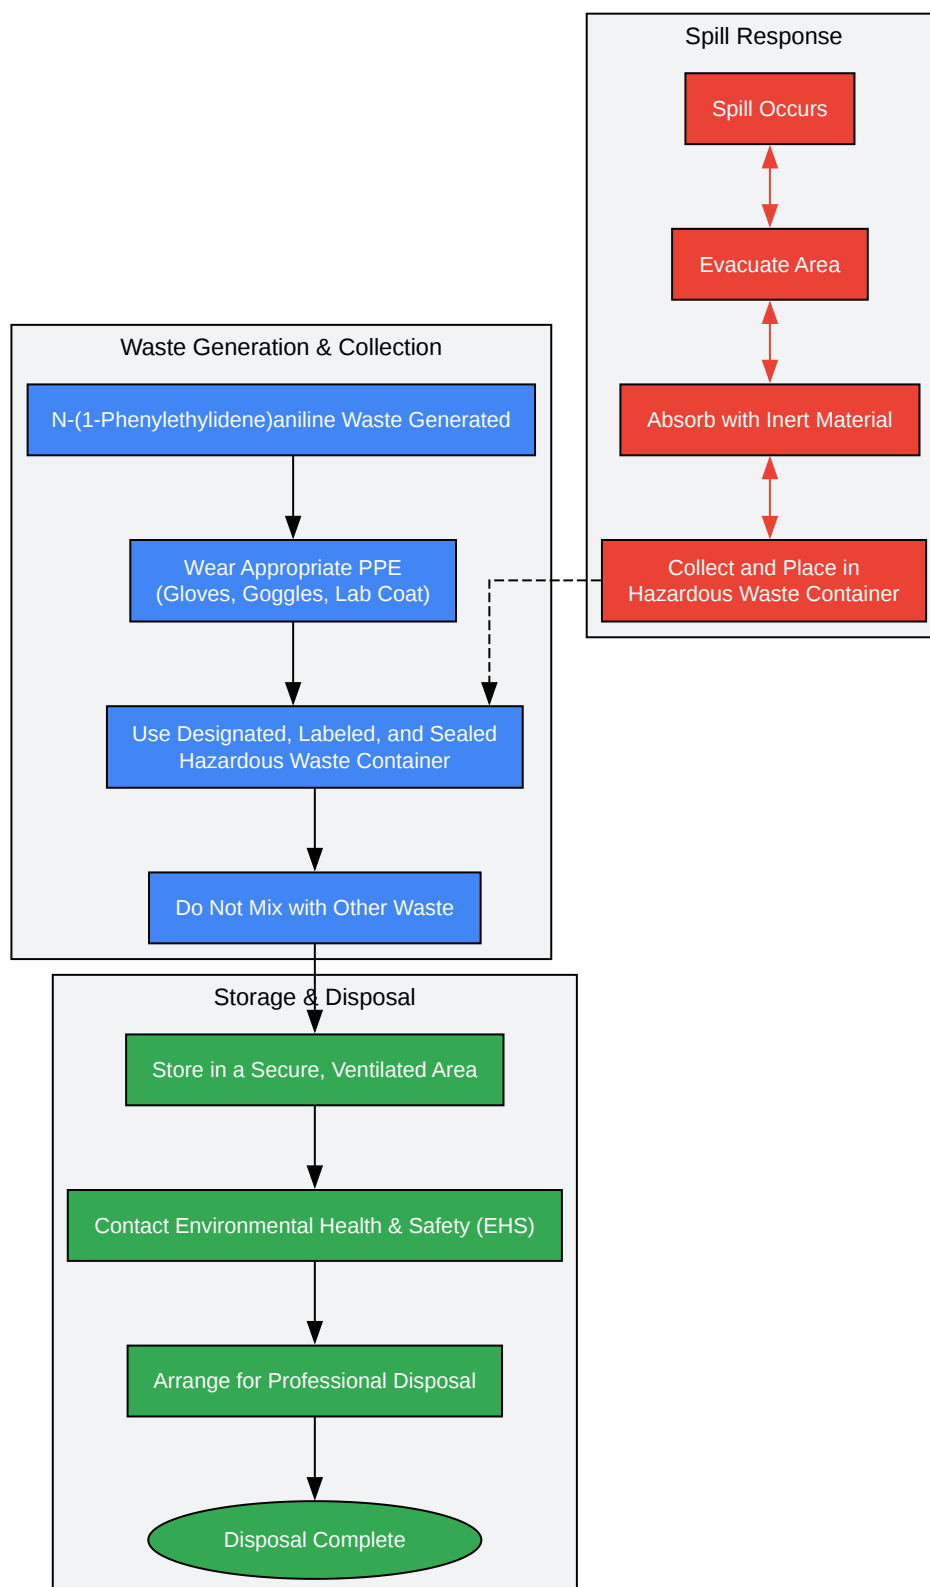 Spill Response
Spill Occurs
Evacuate Area
Absorb with Inert Material
Collect and Place in
Hazardous Waste Container
Waste Generation & Collection
N-(1-Phenylethylidene)aniline Waste Generated
Wear Appropriate PPE
(Gloves, Goggles, Lab Coat)
Use Designated, Labeled, and Sealed
Hazardous Waste Container
Do Not Mix with Other Waste
Storage & Disposal
Store in a Secure, Ventilated Area
Contact Environmental Health & Safety (EHS)
Arrange for Professional Disposal
Disposal Complete